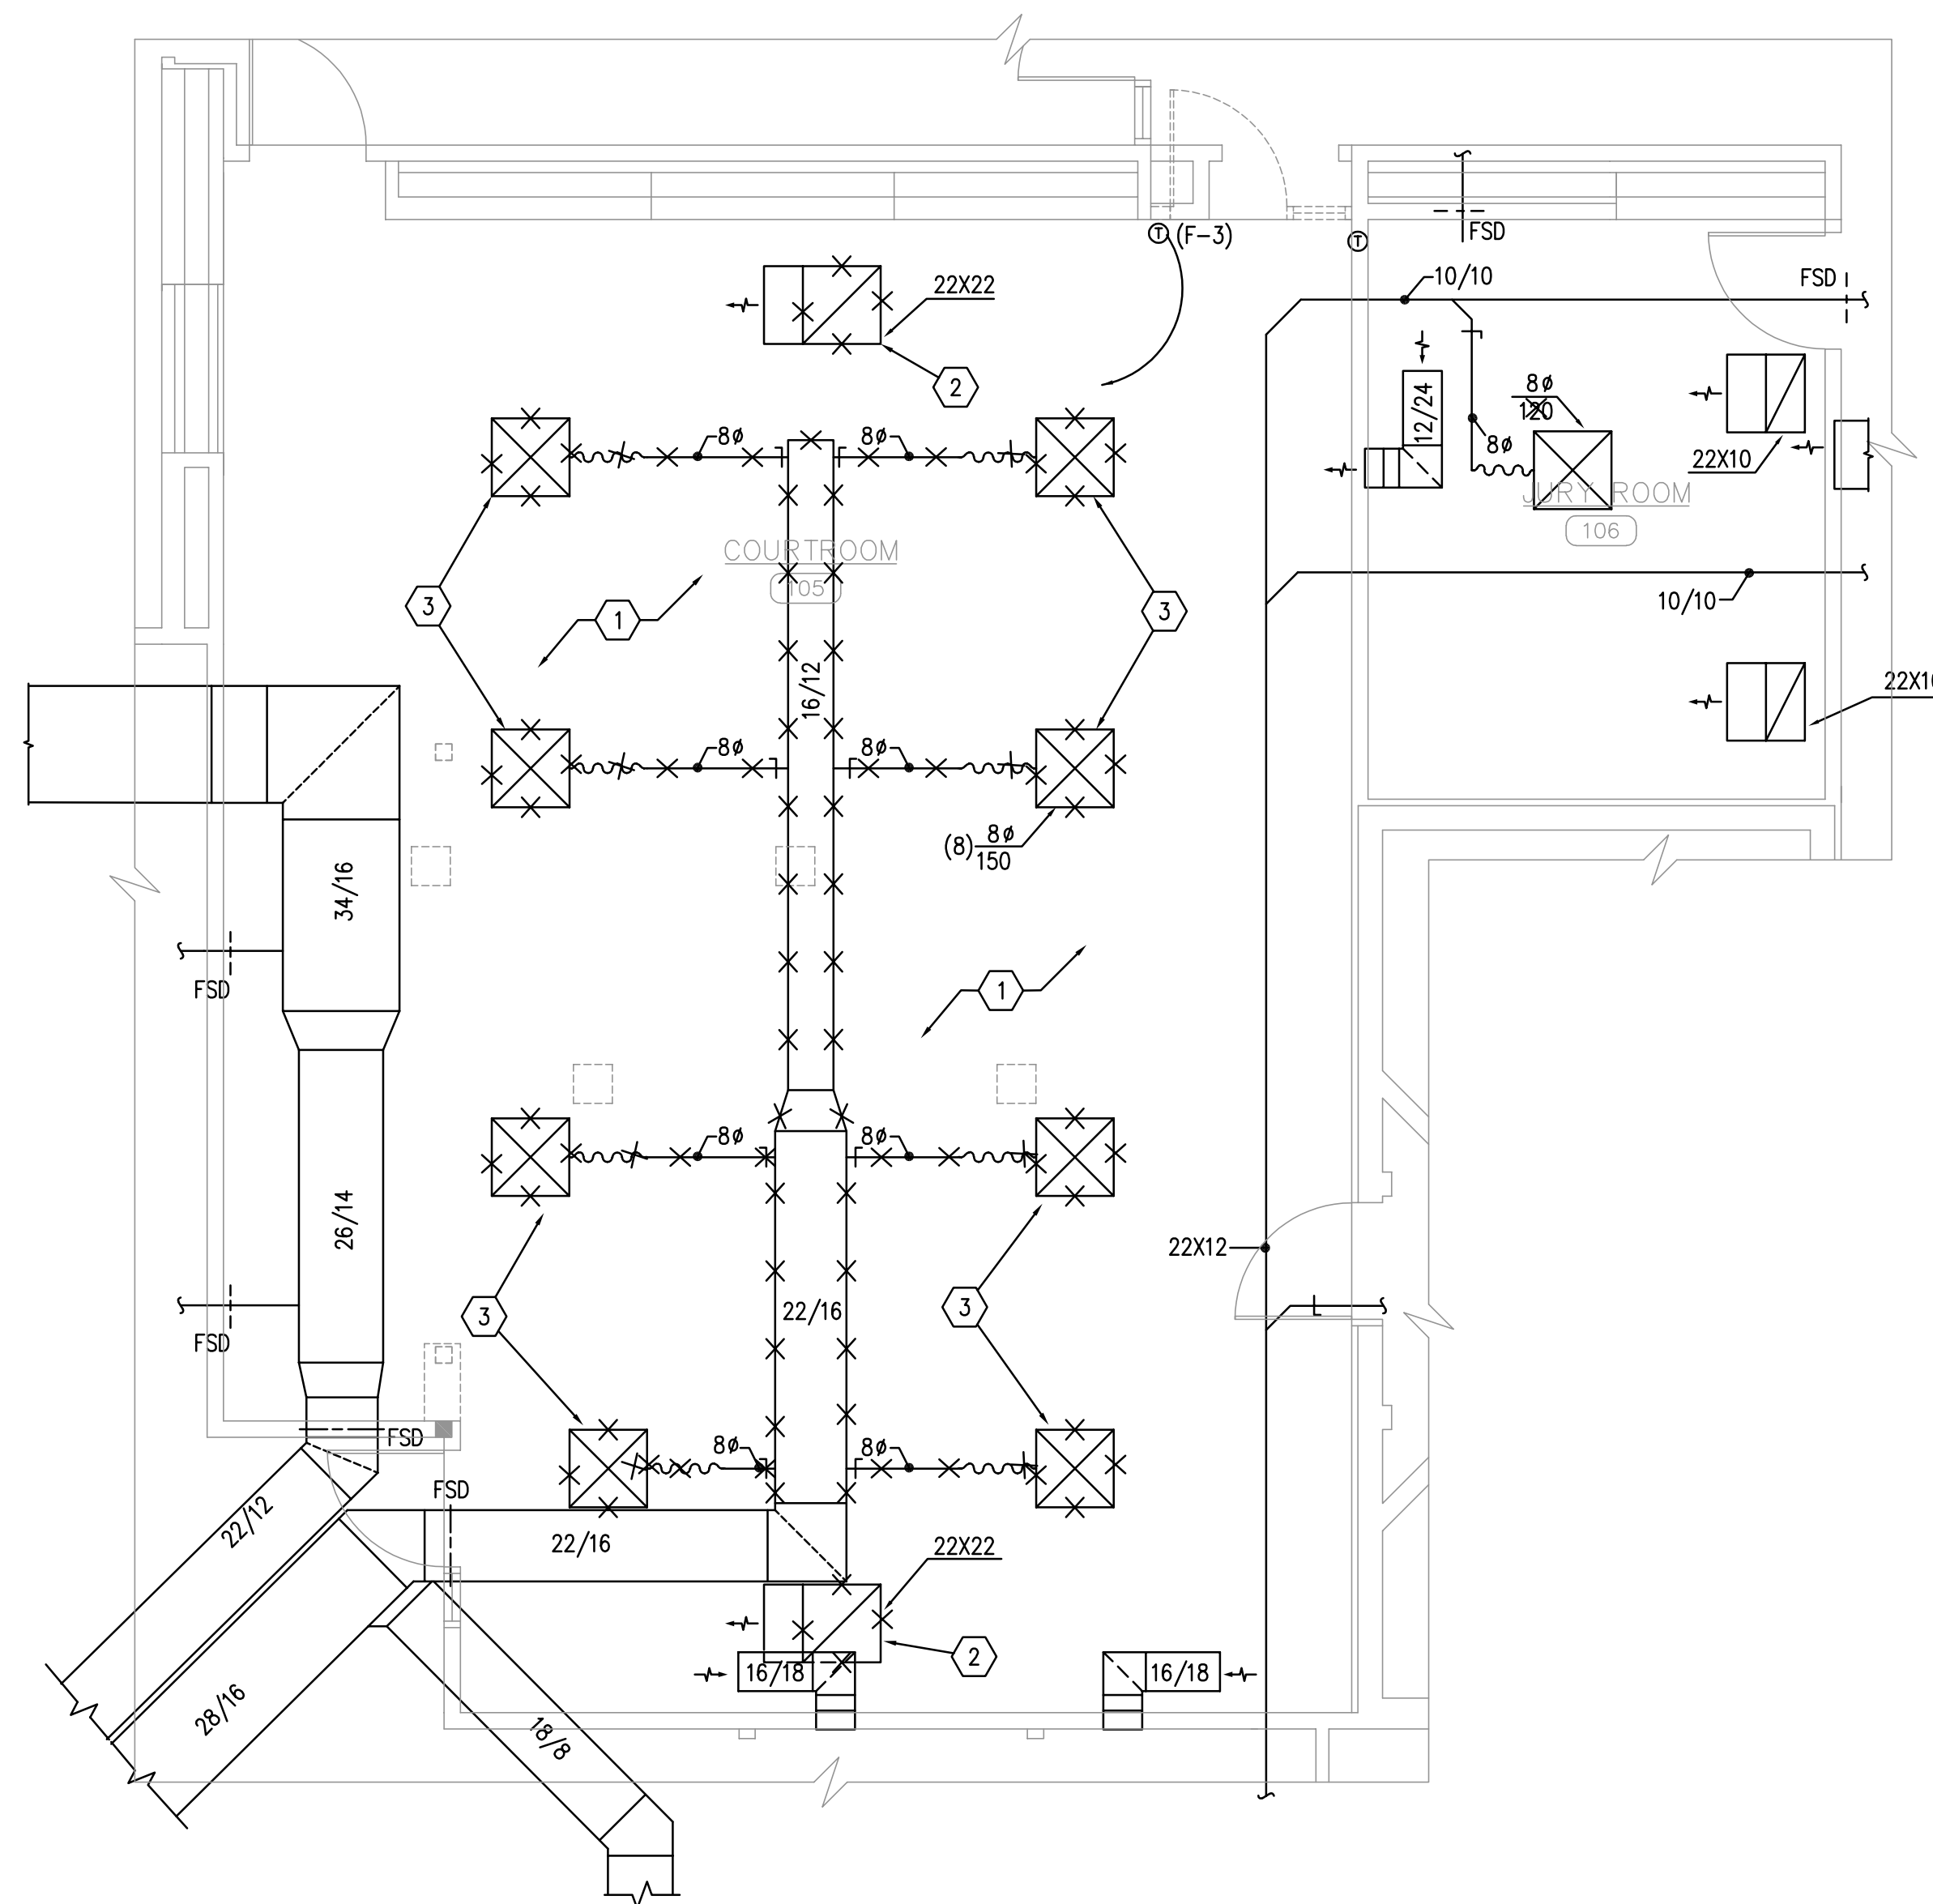 T (F-3)
T
FSD
22X22
10/10
FSD
2
12/24
8ø
120
8ø
22X10
8ø
8ø
JURY ROOM
106
COURTROOM
105
3
1
3
10/10
16/12
22X1
8ø
8ø
(8) 8ø
150
34/16
FSD
1
8ø
8ø
26/14
22X12
3
22/16
3
FSD
FSD
8ø
8ø
FSD
22/12
22/16
22X22
2
16/18
16/18
28/16
18/8